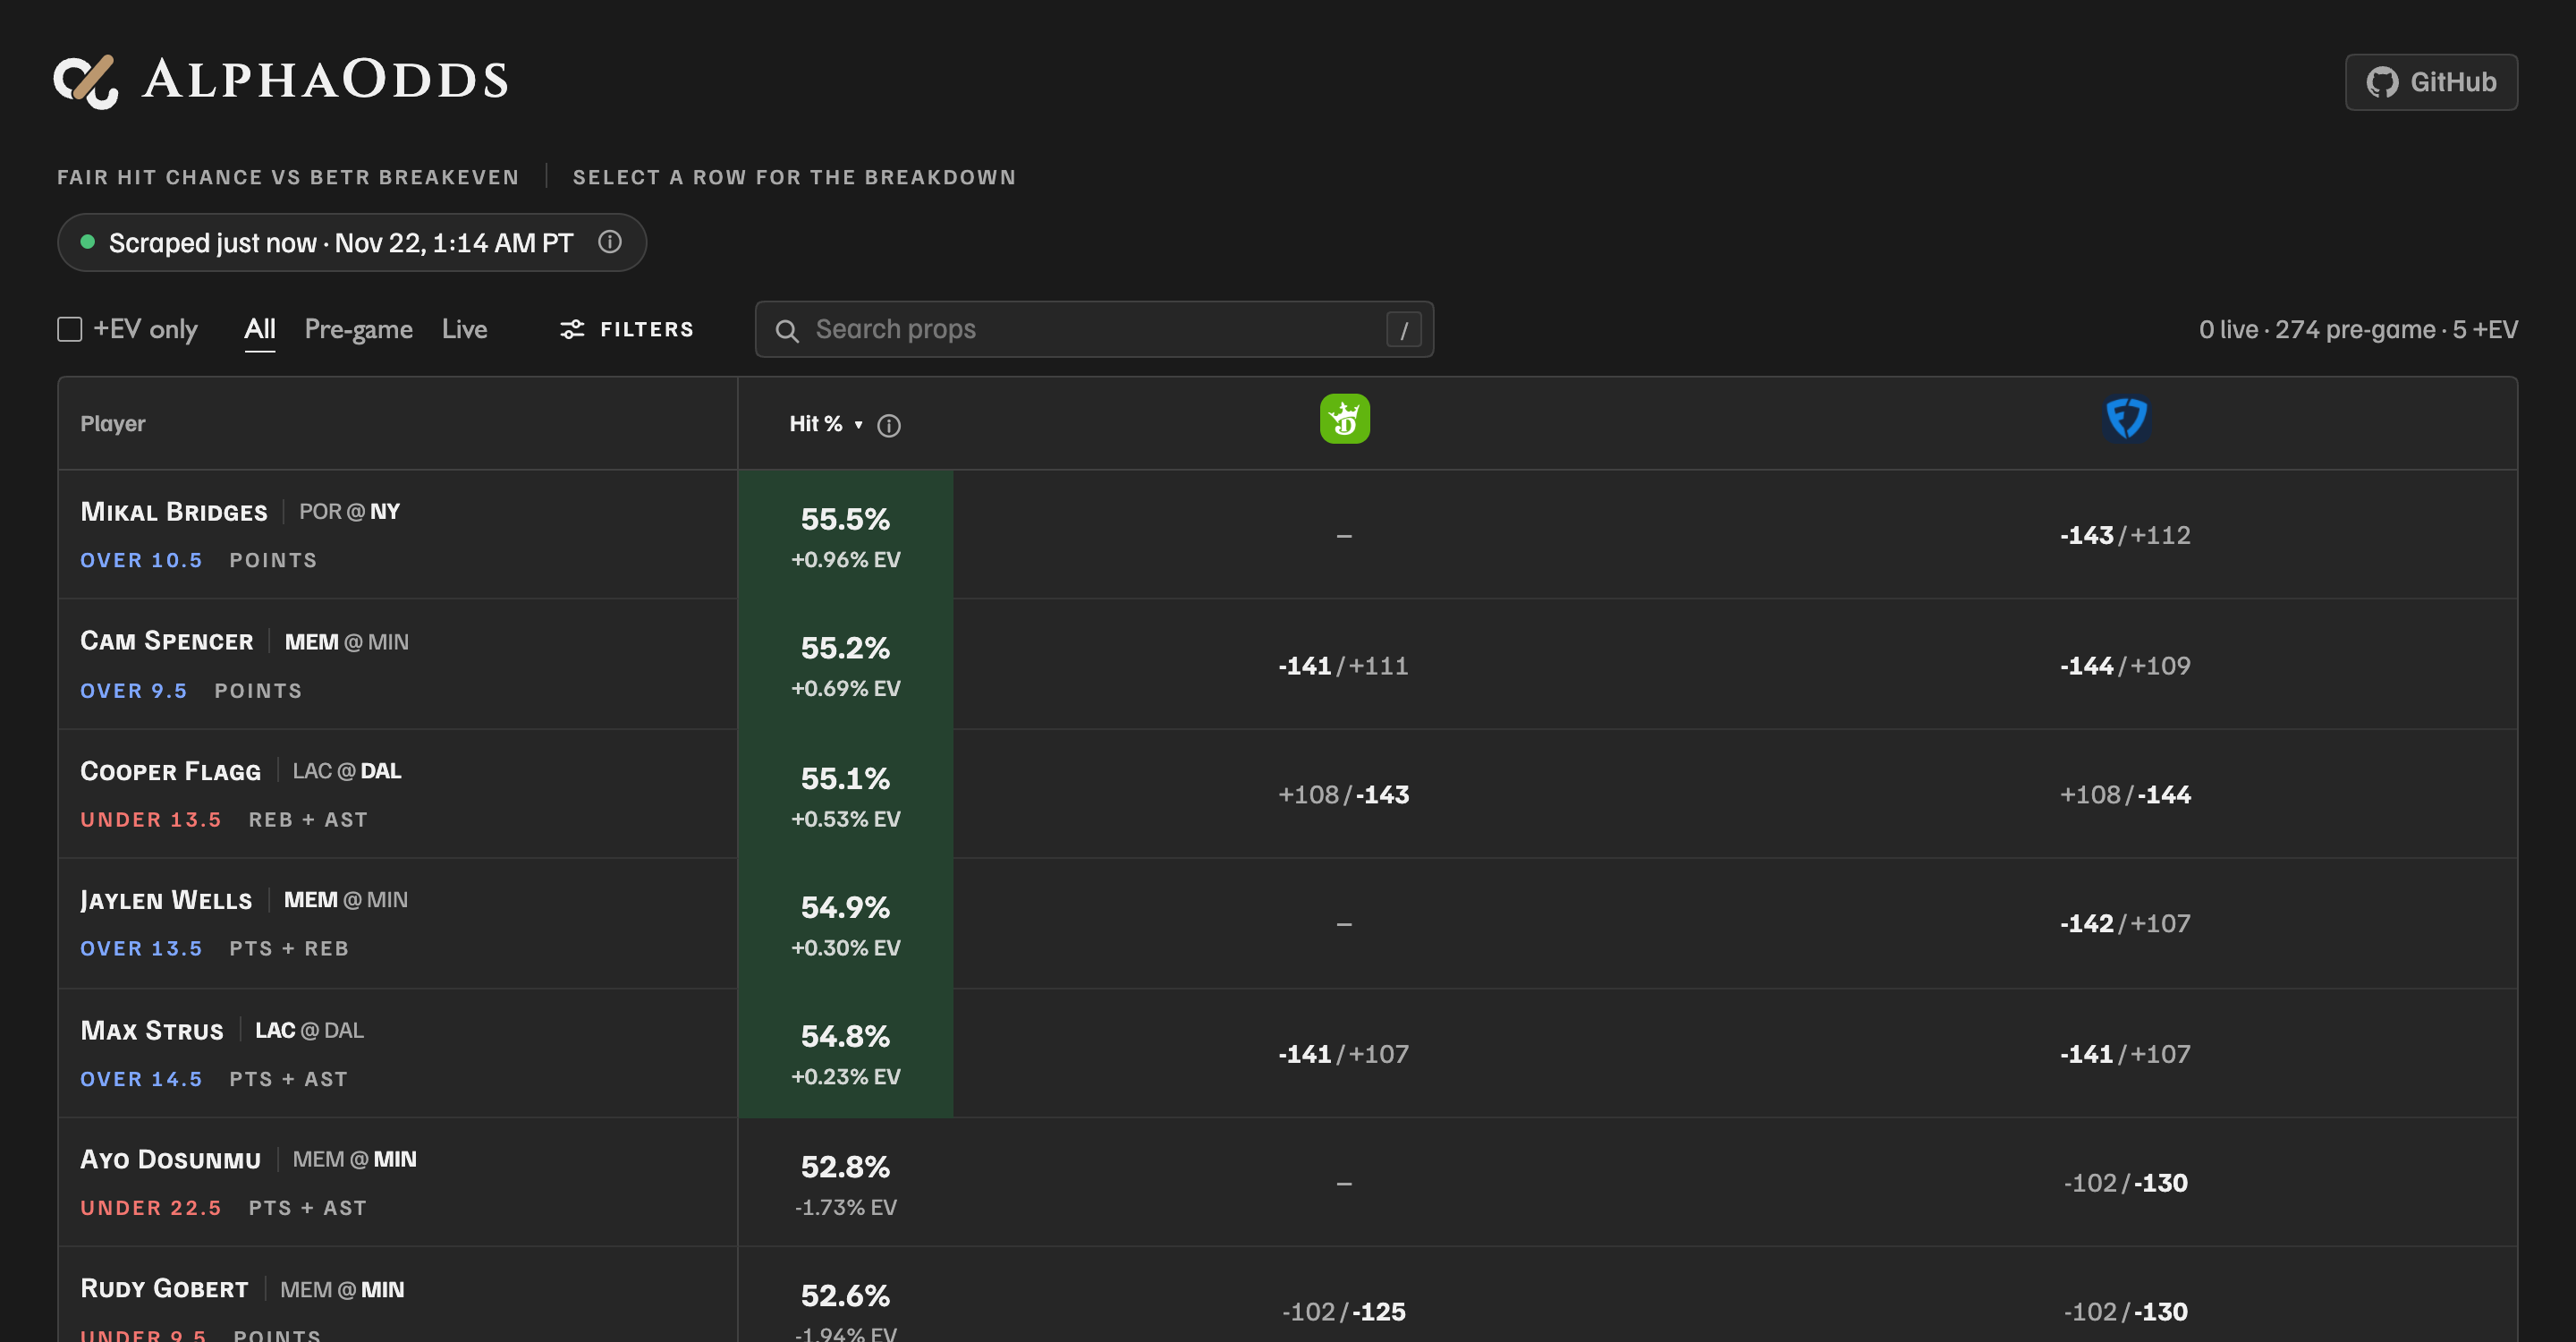 ALPHAODDS
GitHub
FAIR HIT CHANCE VS BETR BREAKEVEN | SELECT A ROW FOR THE BREAKDOWN
Scraped just now · Nov 22, 1:14 AM PT
+EV only All Pre-game Live FILTERS Search props / 0 live · 274 pre-game · 5 +EV
Player Hit % ▼
MIKAL BRIDGES | POR @ NY
OVER 10.5 POINTS
55.5%
+0.96% EV
–
-143/+112
CAM SPENCER | MEM @ MIN
OVER 9.5 POINTS
55.2%
+0.69% EV
-141/+111
-144/+109
COOPER FLAGG | LAC @ DAL
UNDER 13.5 REB + AST
55.1%
+0.53% EV
+108/-143
+108/-144
JAYLEN WELLS | MEM @ MIN
OVER 13.5 PTS + REB
54.9%
+0.30% EV
–
-142/+107
MAX STRUS | LAC @ DAL
OVER 14.5 PTS + AST
54.8%
+0.23% EV
-141/+107
-141/+107
AYO DOSUNMU | MEM @ MIN
UNDER 22.5 PTS + AST
52.8%
-1.73% EV
–
-102/-130
RUDY GOBERT | MEM @ MIN
UNDER 9.5 POINTS
52.6%
-1.94% EV
-102/-125
-102/-130